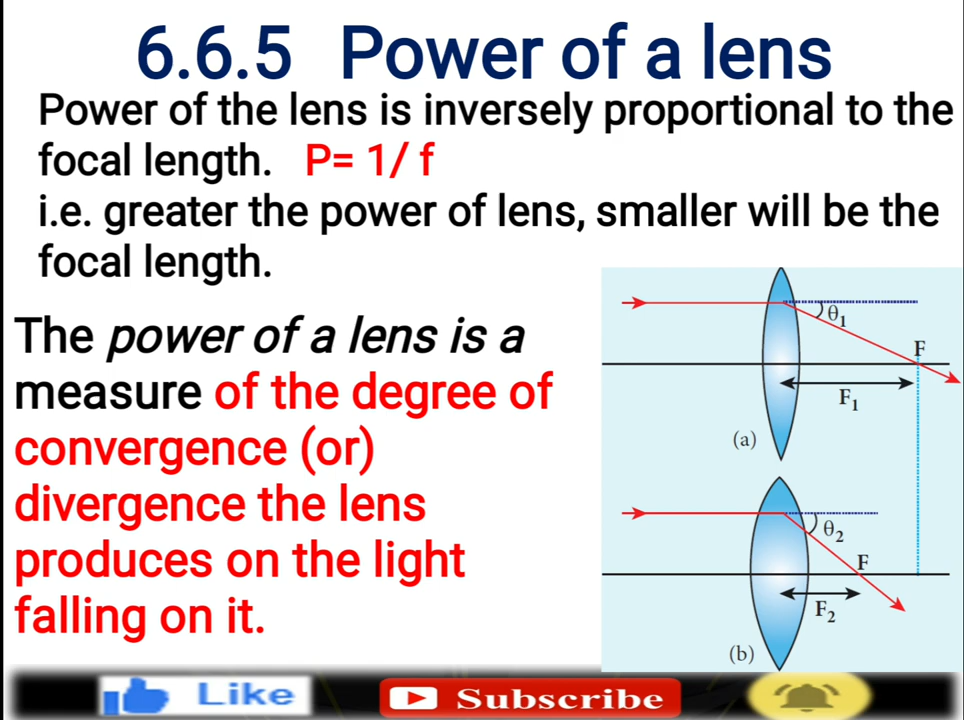 6.6.5 Power of a lens
Power of the lens is inversely proportional to the
focal length. P= 1/ f
i.e. greater the power of lens, smaller will be the
focal length.
The power of a lens is a
measure of the degree of
convergence (or)
divergence the lens
produces on the light
falling on it.
θ₁
F
F₁
(a)
θ₂
F
F₂
(b)
Like
Subscribe